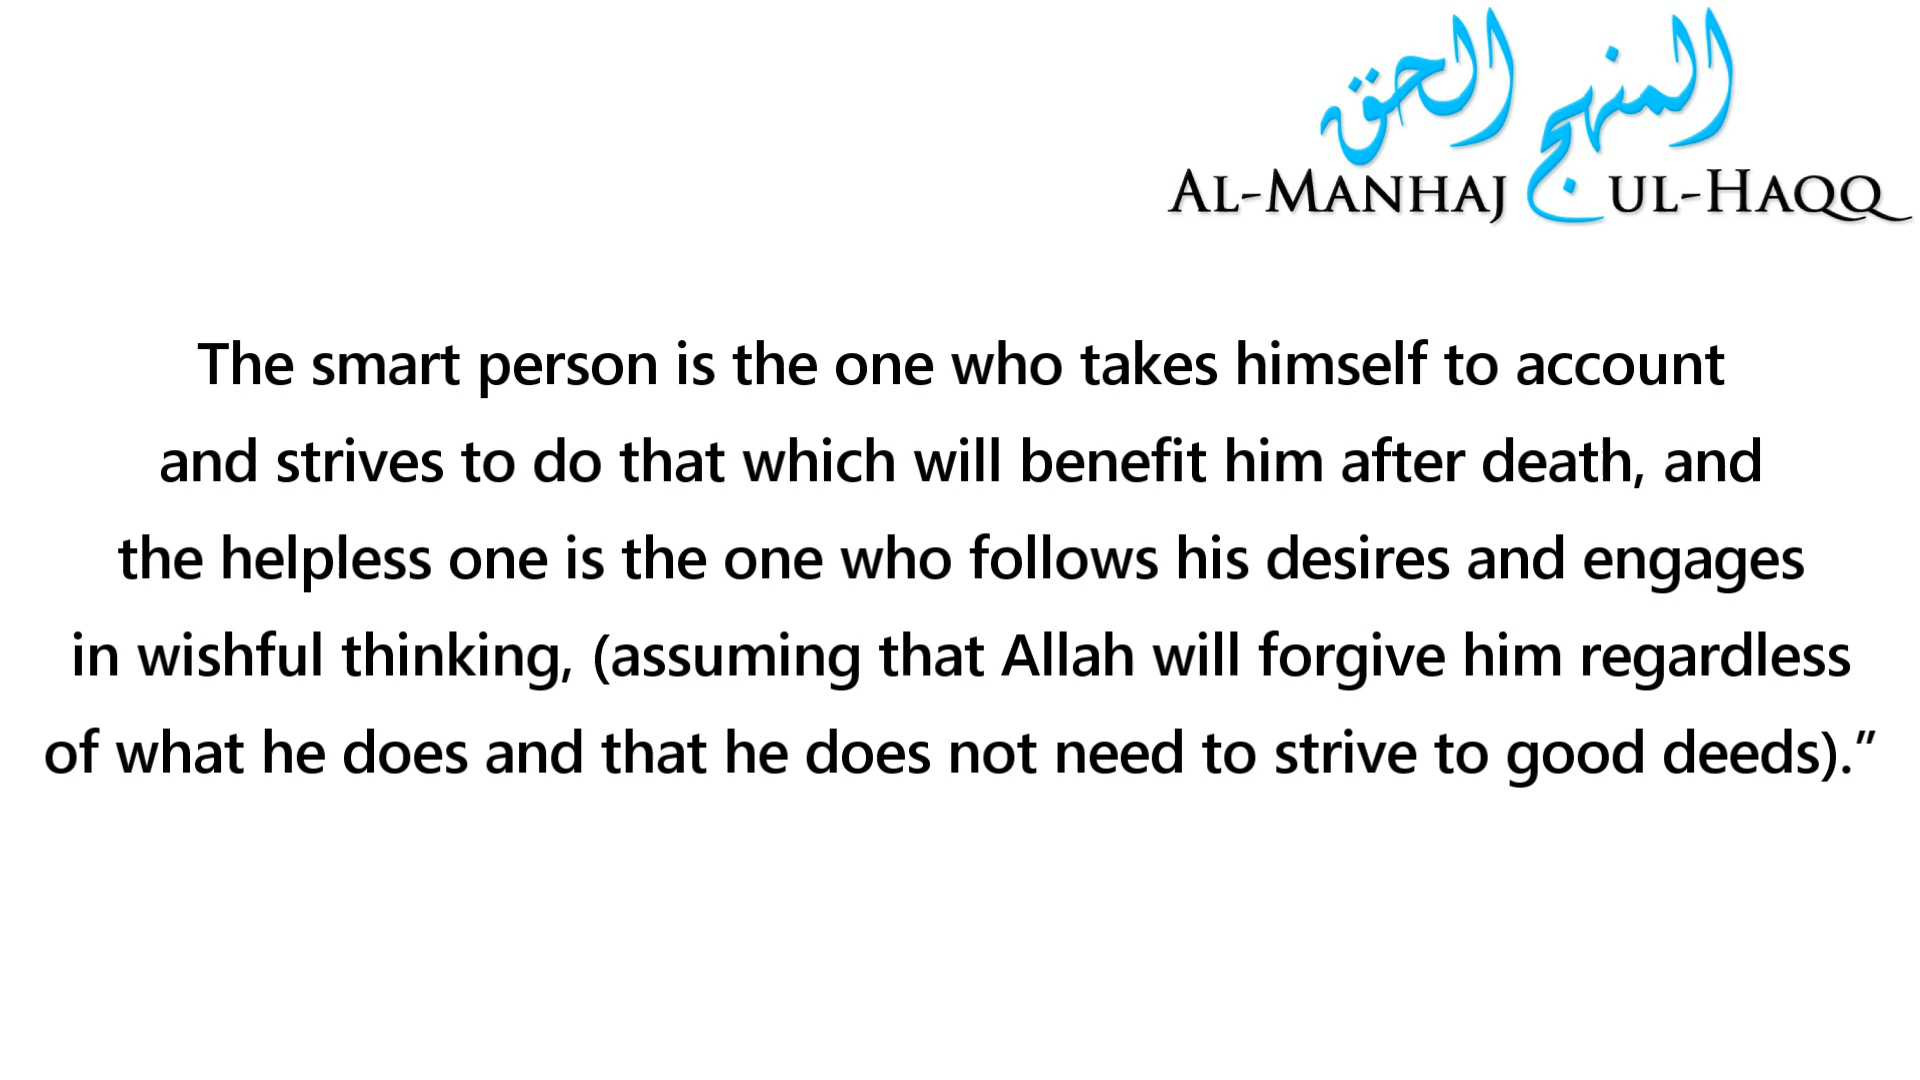 المنهج الحق
AL-MANHAJ UL-HAQQ
The smart person is the one who takes himself to account
and strives to do that which will benefit him after death, and
the helpless one is the one who follows his desires and engages
in wishful thinking, (assuming that Allah will forgive him regardless
of what he does and that he does not need to strive to good deeds).”